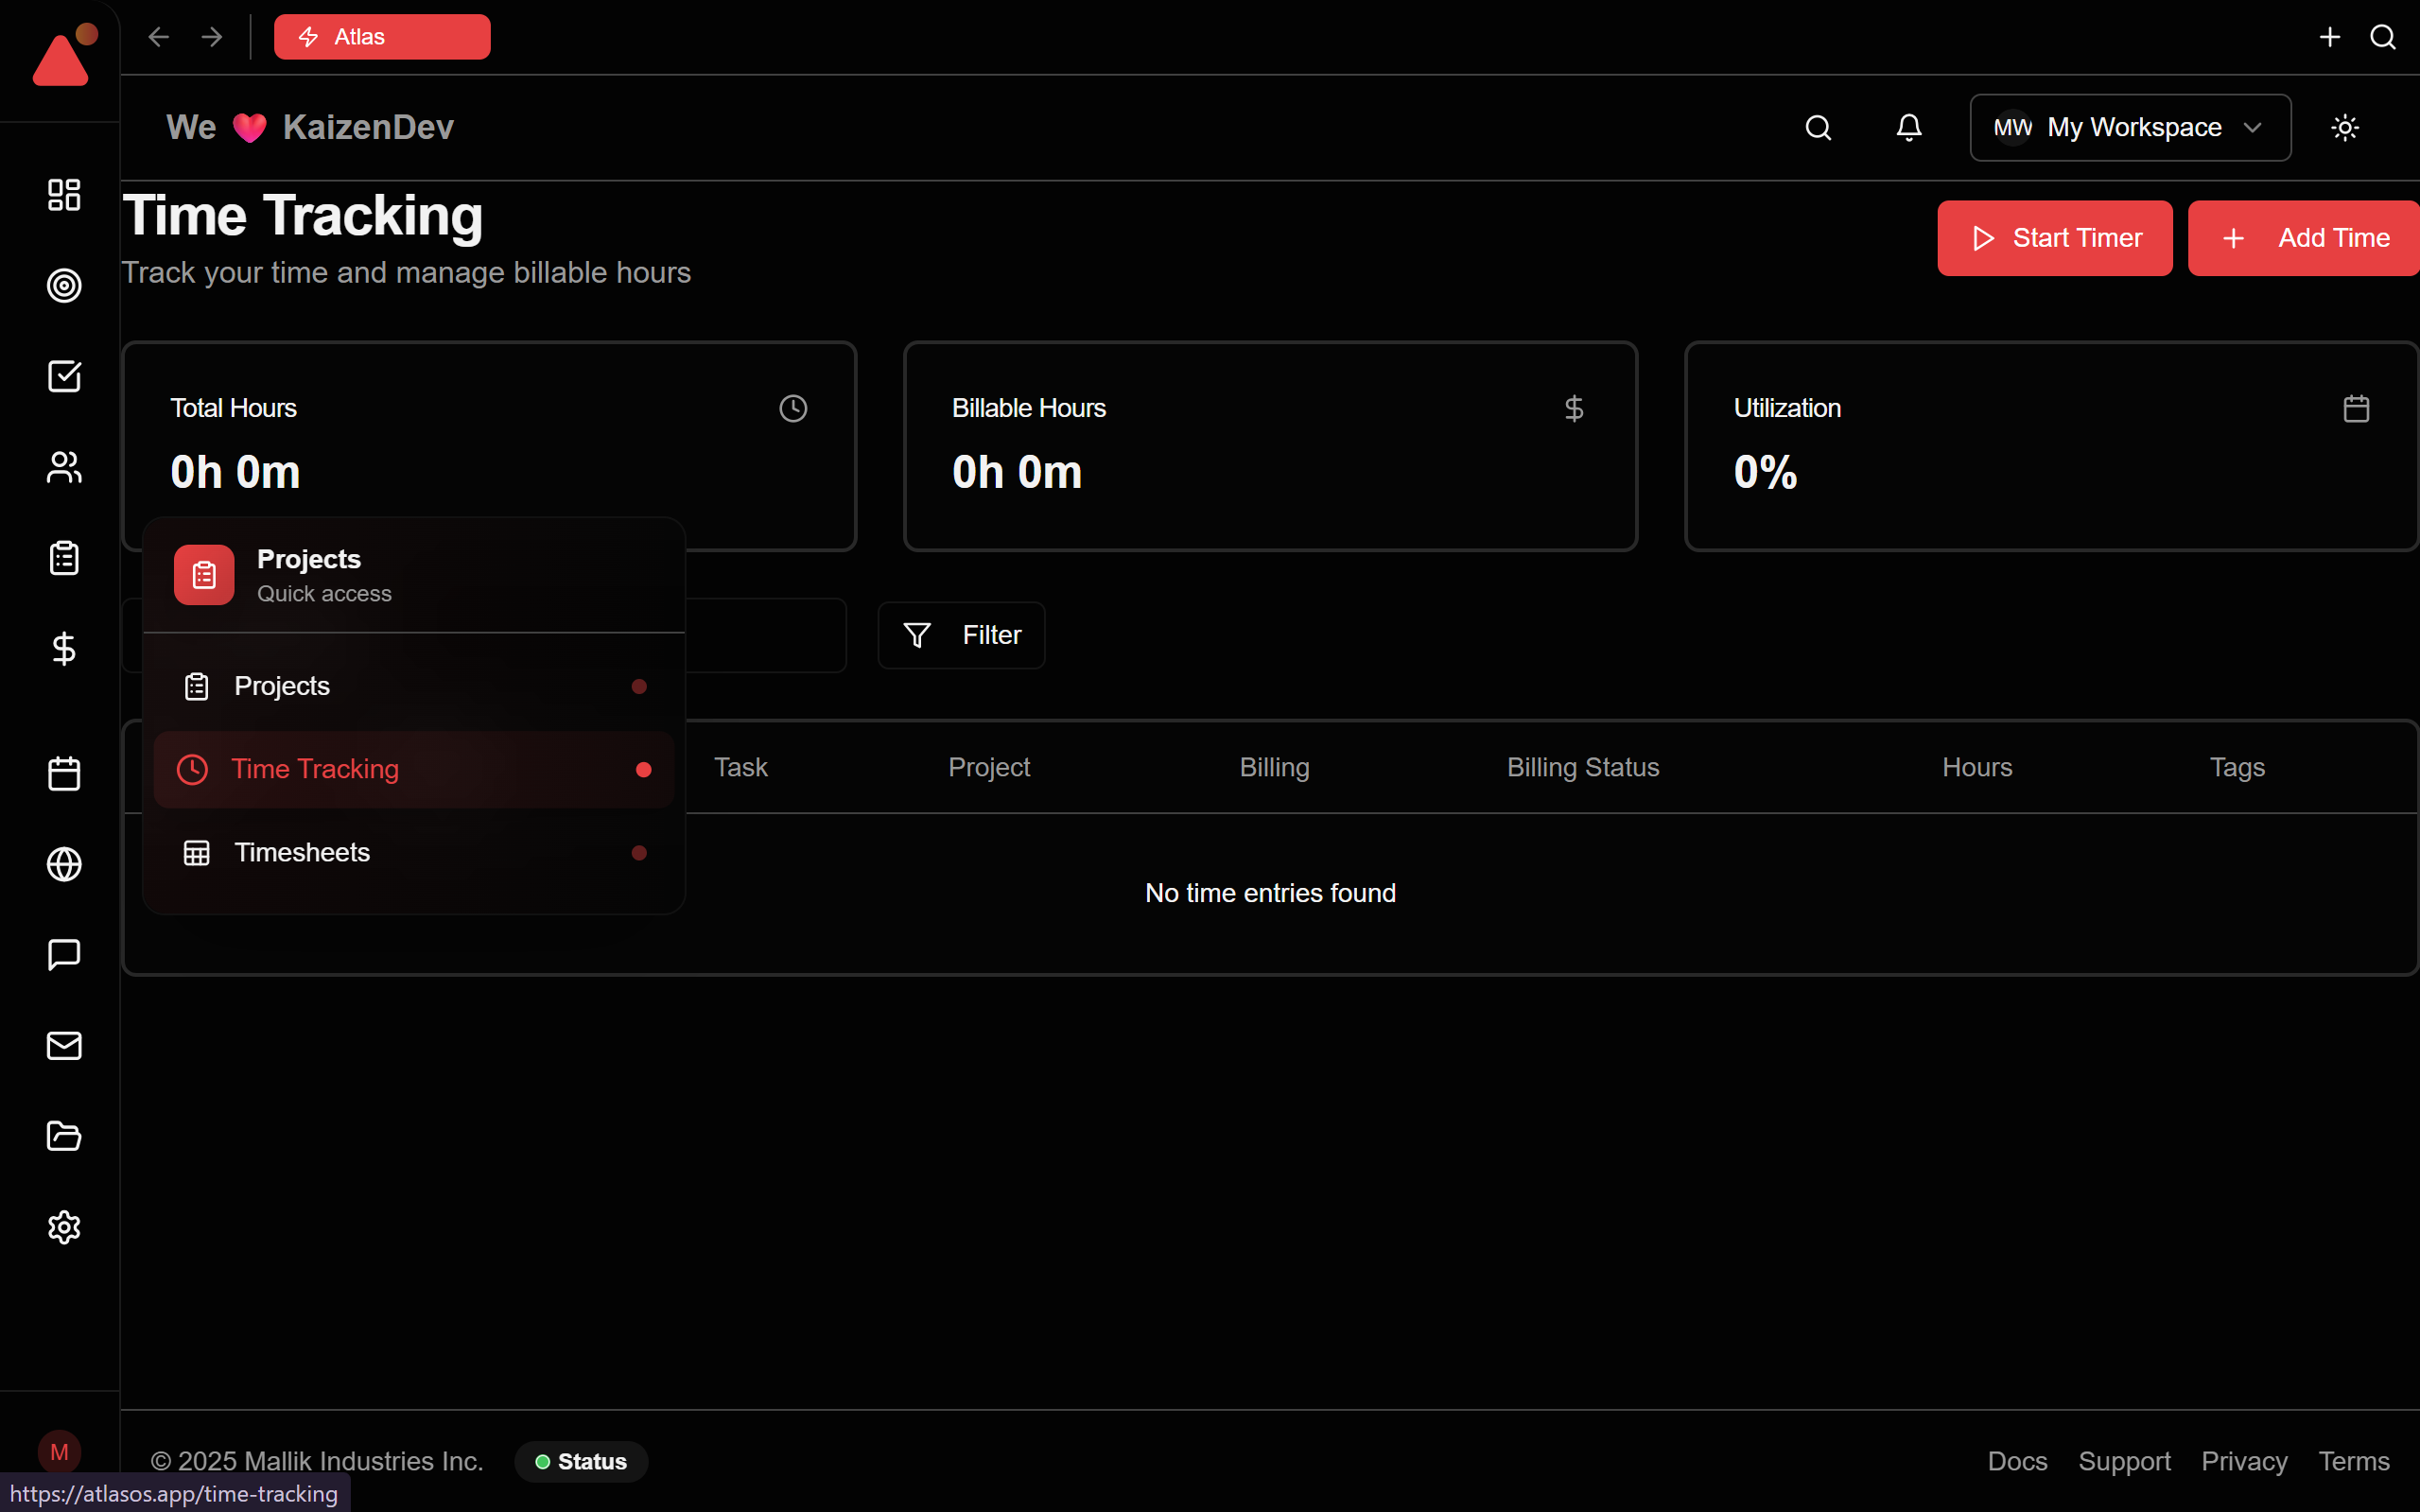 Atlas
We ❤ KaizenDev
MW My Workspace
Time Tracking
Track your time and manage billable hours
Start Timer
Add Time
Total Hours
0h 0m
Billable Hours
0h 0m
Utilization
0%
Projects
Quick access
Projects
Time Tracking
Timesheets
Filter
Task Project Billing Billing Status Hours Tags
No time entries found
M
© 2025 Mallik Industries Inc.
Status
Docs Support Privacy Terms
https://atlasos.app/time-tracking